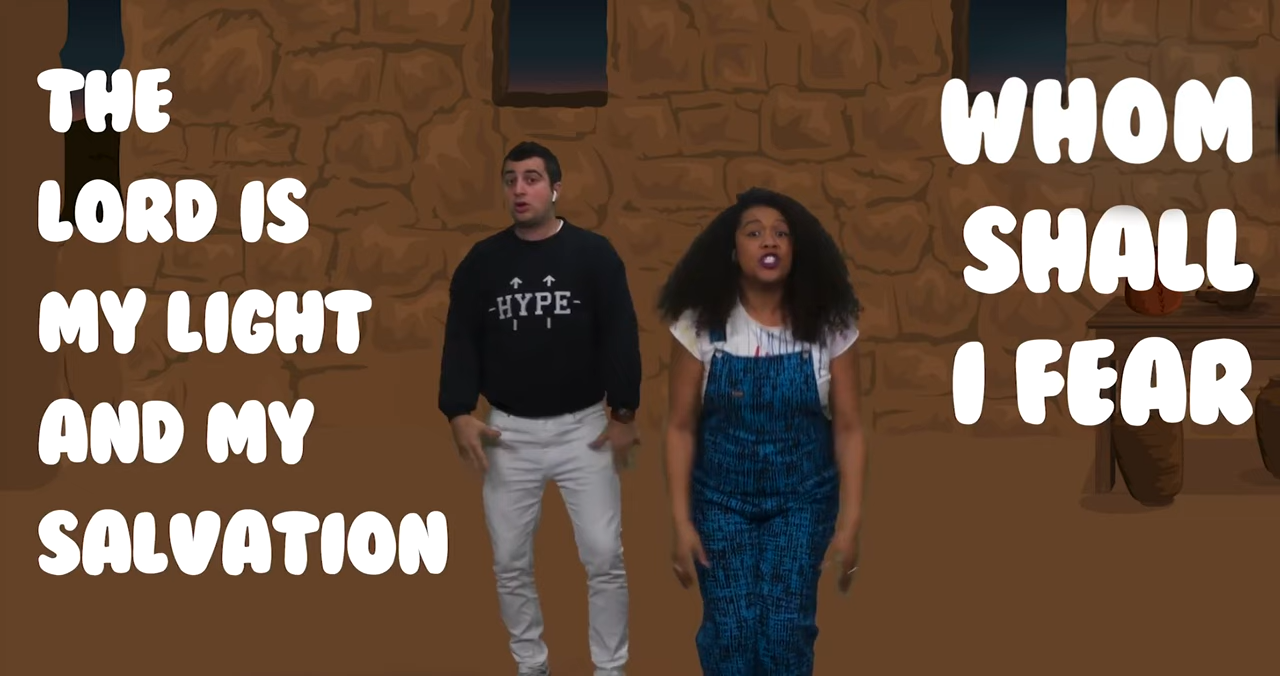 THE
LORD IS
MY LIGHT
AND MY
SALVATION
WHOM
SHALL
I FEAR
-HYPE-